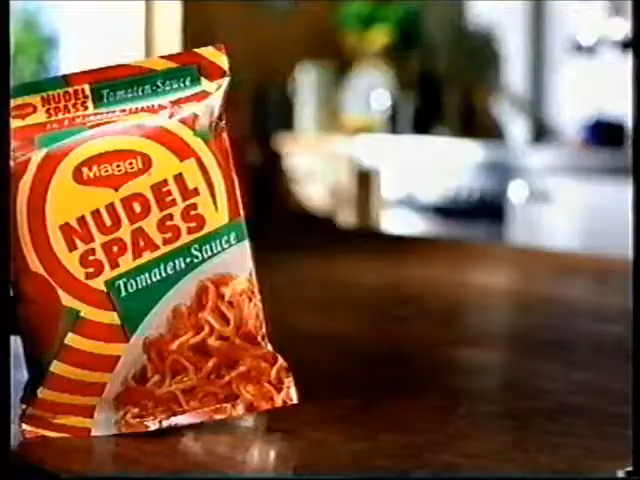 NUDEL
SPASS
Tomaten-Sauce
Maggi
NUDEL
SPASS
Tomaten-Sauce